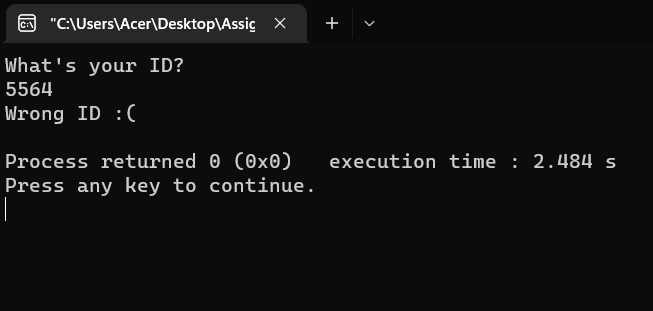 "C:\Users\Acer\Desktop\Assig
What's your ID?
5564
Wrong ID :(
Process returned 0 (0x0)   execution time : 2.484 s
Press any key to continue.